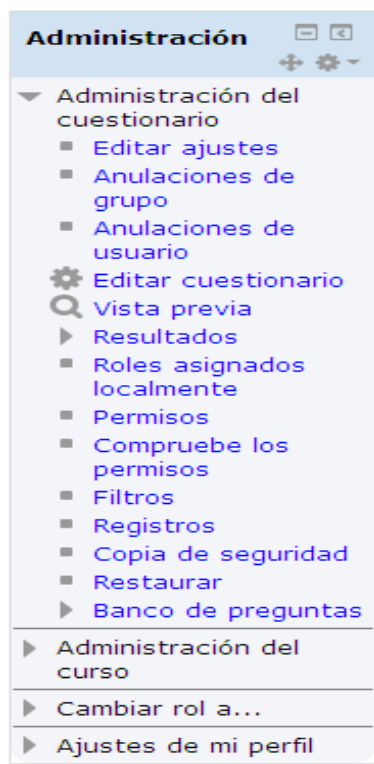 Administración
Administración del
cuestionario
Editar ajustes
Anulaciones de
grupo
Anulaciones de
usuario
Editar cuestionario
Vista previa
Resultados
Roles asignados
localmente
Permisos
Compruebe los
permisos
Filtros
Registros
Copia de seguridad
Restaurar
Banco de preguntas
Administración del
curso
Cambiar rol a...
Ajustes de mi perfil